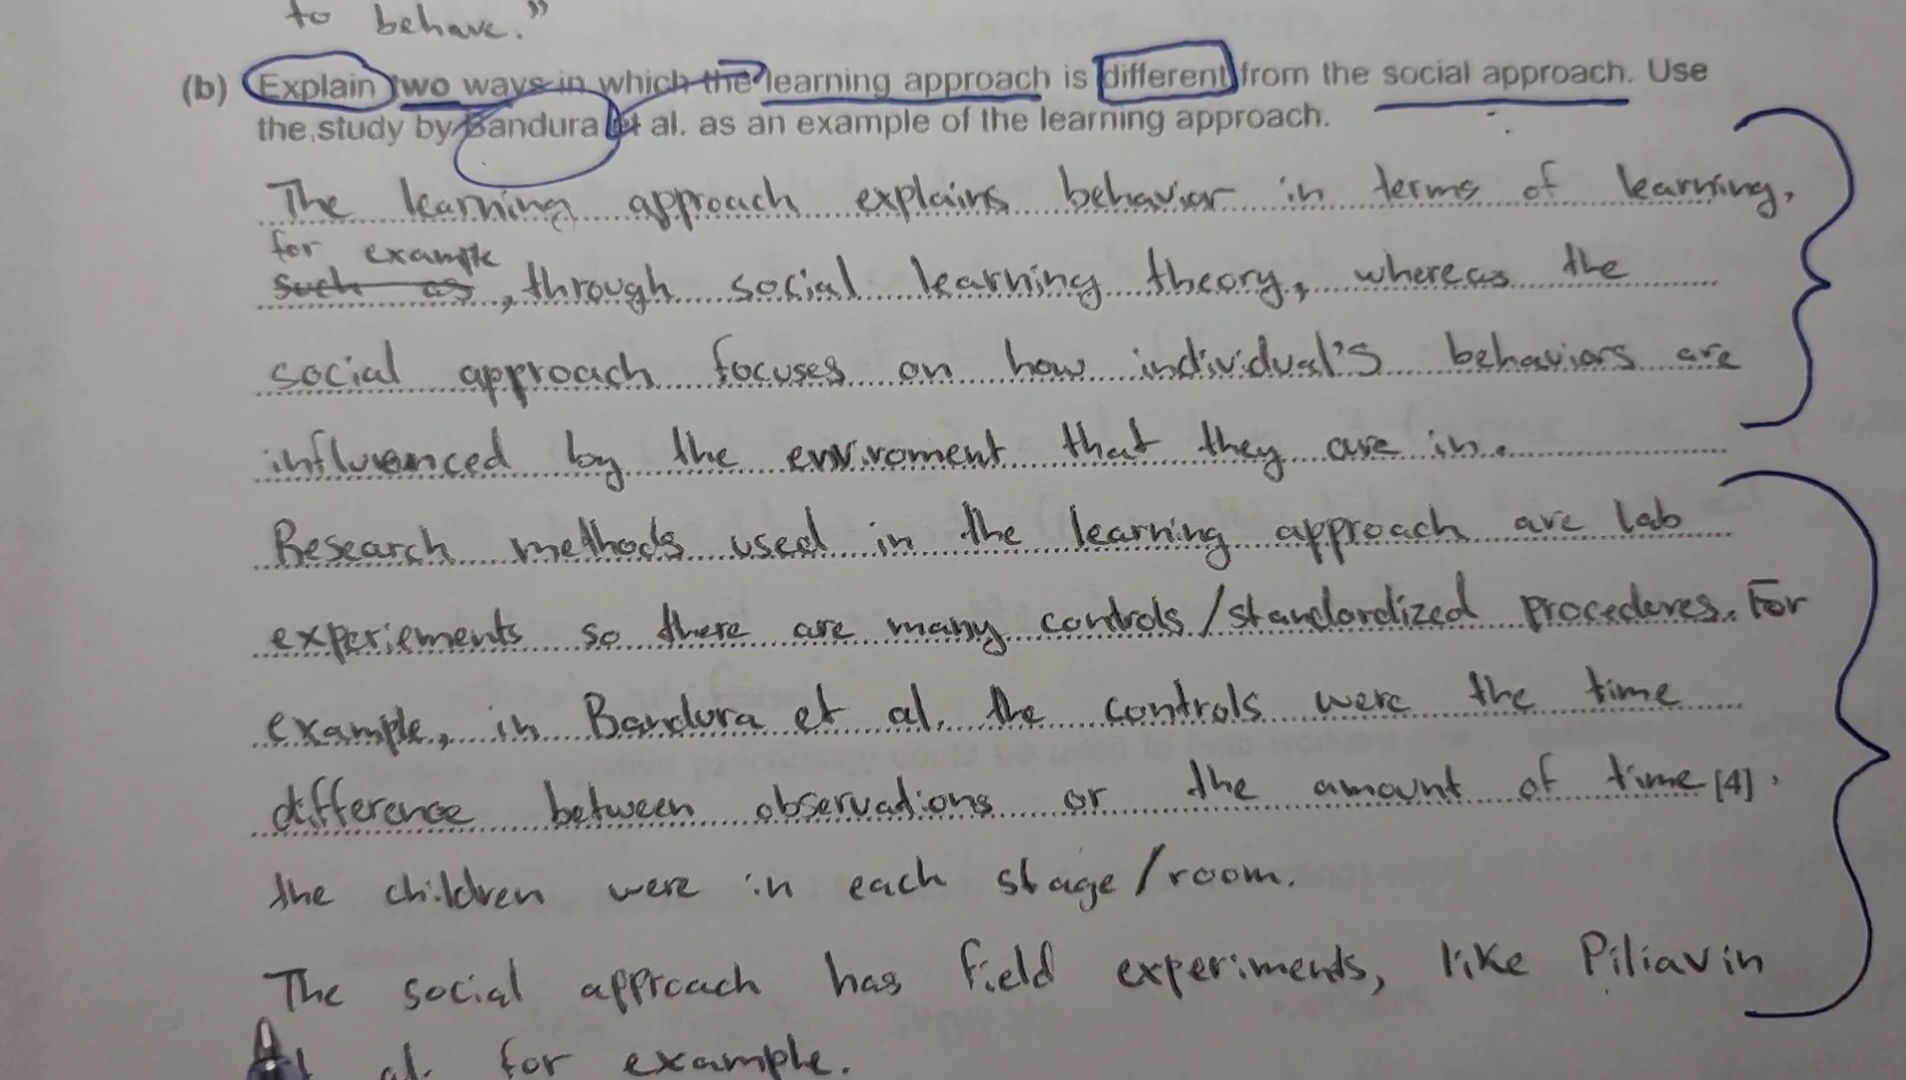 to behave."
(b) Explain two ways in which the learning approach is different from the social approach. Use
the study by Bandura et al. as an example of the learning approach.
The learning approach explains behavior in terms of learning,
for example
such as, through social learning theory, whereas the
social approach focuses on how individual's behaviors are
influenced by the enviroment that they are in.
Research methods used in the learning approach are lab
experiements so there are many controls/standardized procederes. For
example, in Bandura et al. the controls were the time
difference between observations or the amount of time [4]
the children were in each stage/room.
The social approach has field experiments, like Piliavin
al. for example.